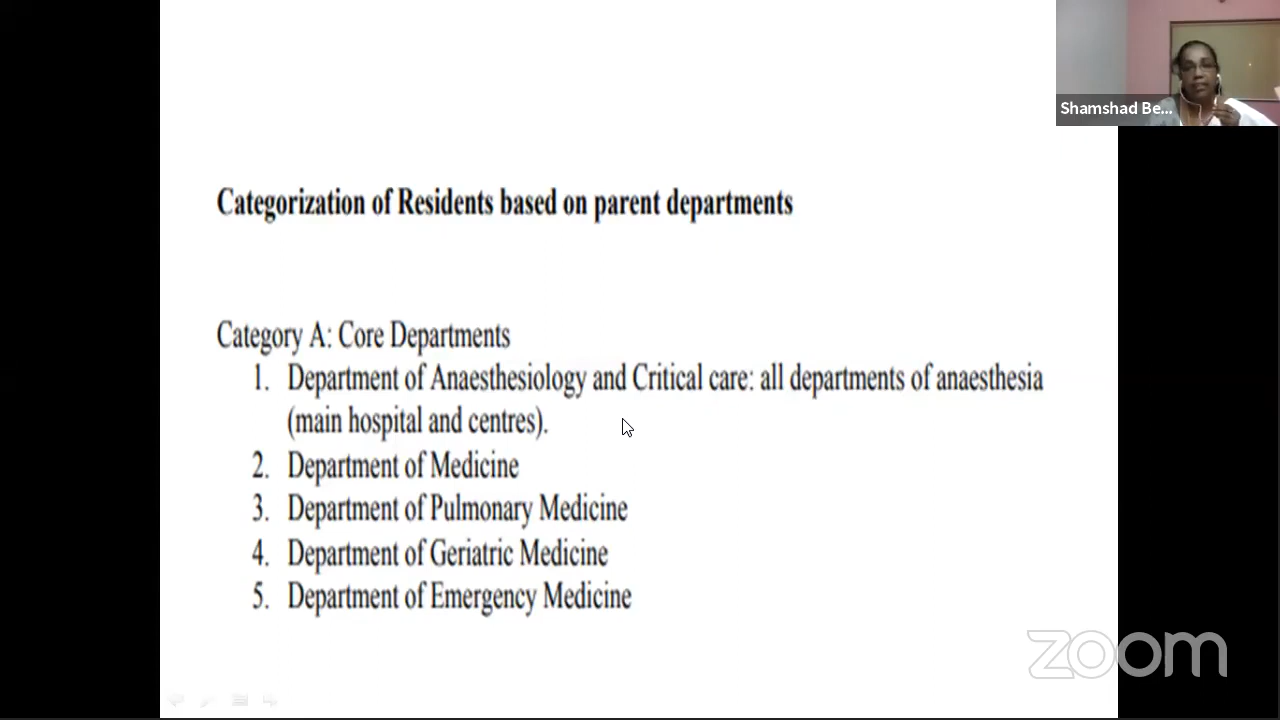 Shamshad Be...
Categorization of Residents based on parent departments
Category A: Core Departments
1. Department of Anaesthesiology and Critical care: all departments of anaesthesia
(main hospital and centres).
2. Department of Medicine
3. Department of Pulmonary Medicine
4. Department of Geriatric Medicine
5. Department of Emergency Medicine
zoom